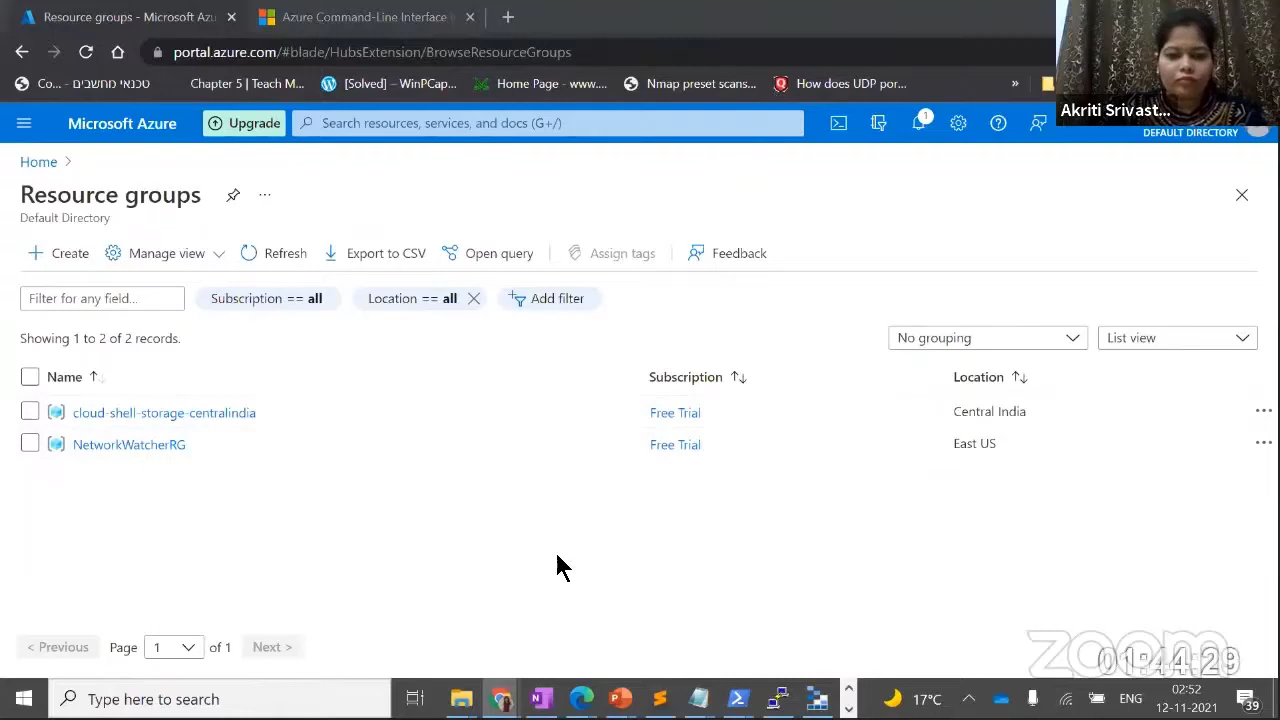 Resource groups - Microsoft Azu
Azure Command-Line Interface
portal.azure.com/#blade/HubsExtension/BrowseResourceGroups
Co... - טכנאי מחשבים
Chapter 5 | Teach M...
[Solved] – WinPCap...
Home Page - www....
Nmap preset scans...
How does UDP por...
»
Akriti Srivast...
Microsoft Azure
Upgrade
Search resources, services, and docs (G+/)
1
DEFAULT DIRECTORY
Home >
Resource groups
...
Default Directory
Create
Manage view
Refresh
Export to CSV
Open query
Assign tags
Feedback
Filter for any field...
Subscription == all
Location == all
Add filter
Showing 1 to 2 of 2 records.
No grouping
List view
Name
Subscription
Location
cloud-shell-storage-centralindia
Free Trial
Central India
...
NetworkWatcherRG
Free Trial
East US
...
< Previous
Page
1
of 1
Next >
zoom
01:44:29
Type here to search
17°C
ENG
02:52
12-11-2021
39